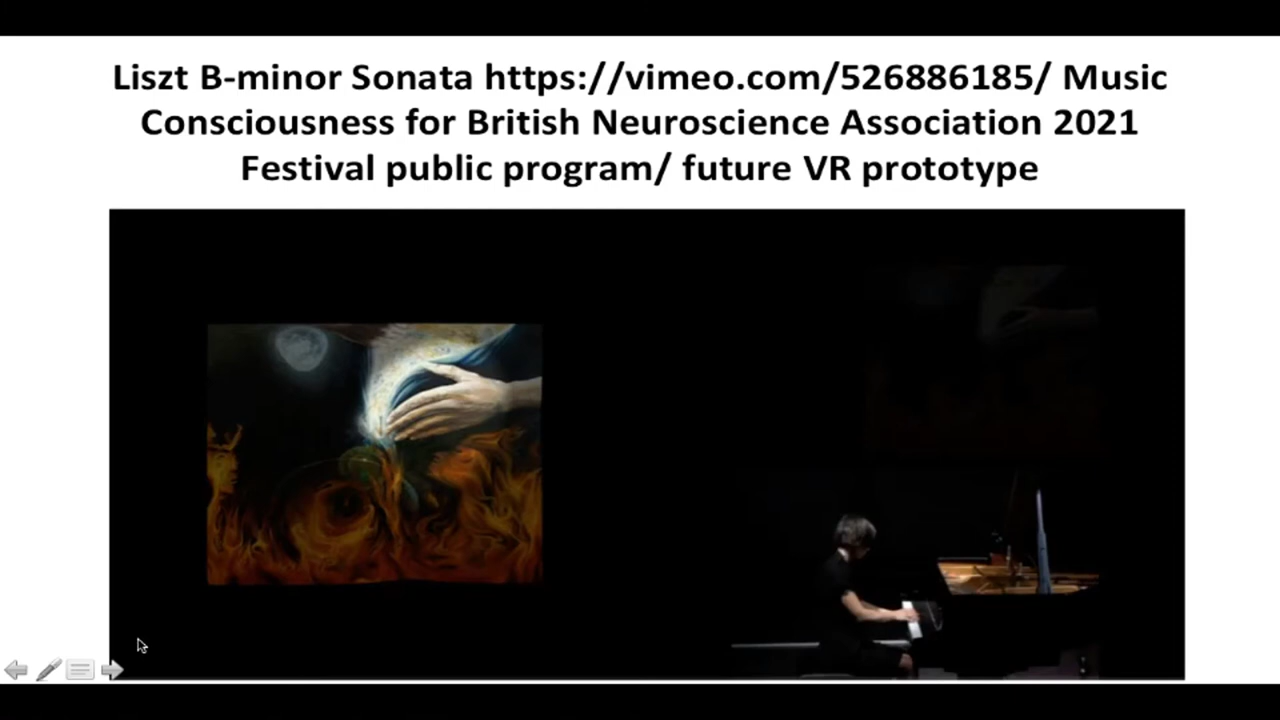 Liszt B-minor Sonata https://vimeo.com/526886185/ Music
Consciousness for British Neuroscience Association 2021
Festival public program/ future VR prototype